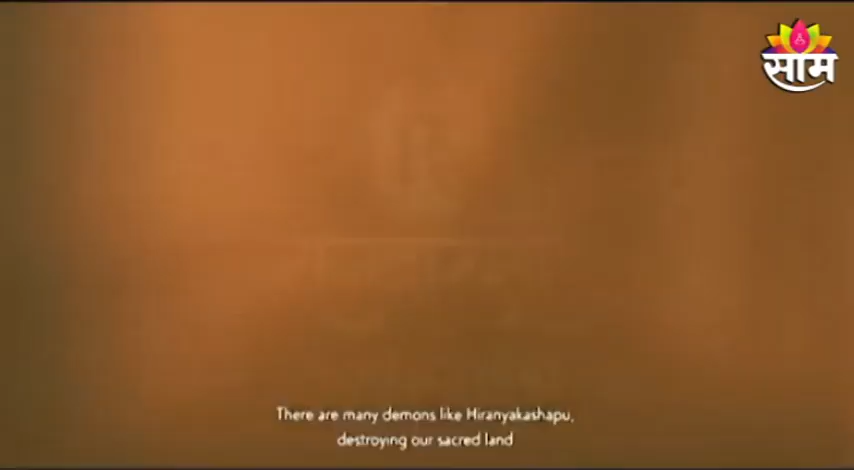 साम
There are many demons like Hiranyakashapu,
destroying our sacred land